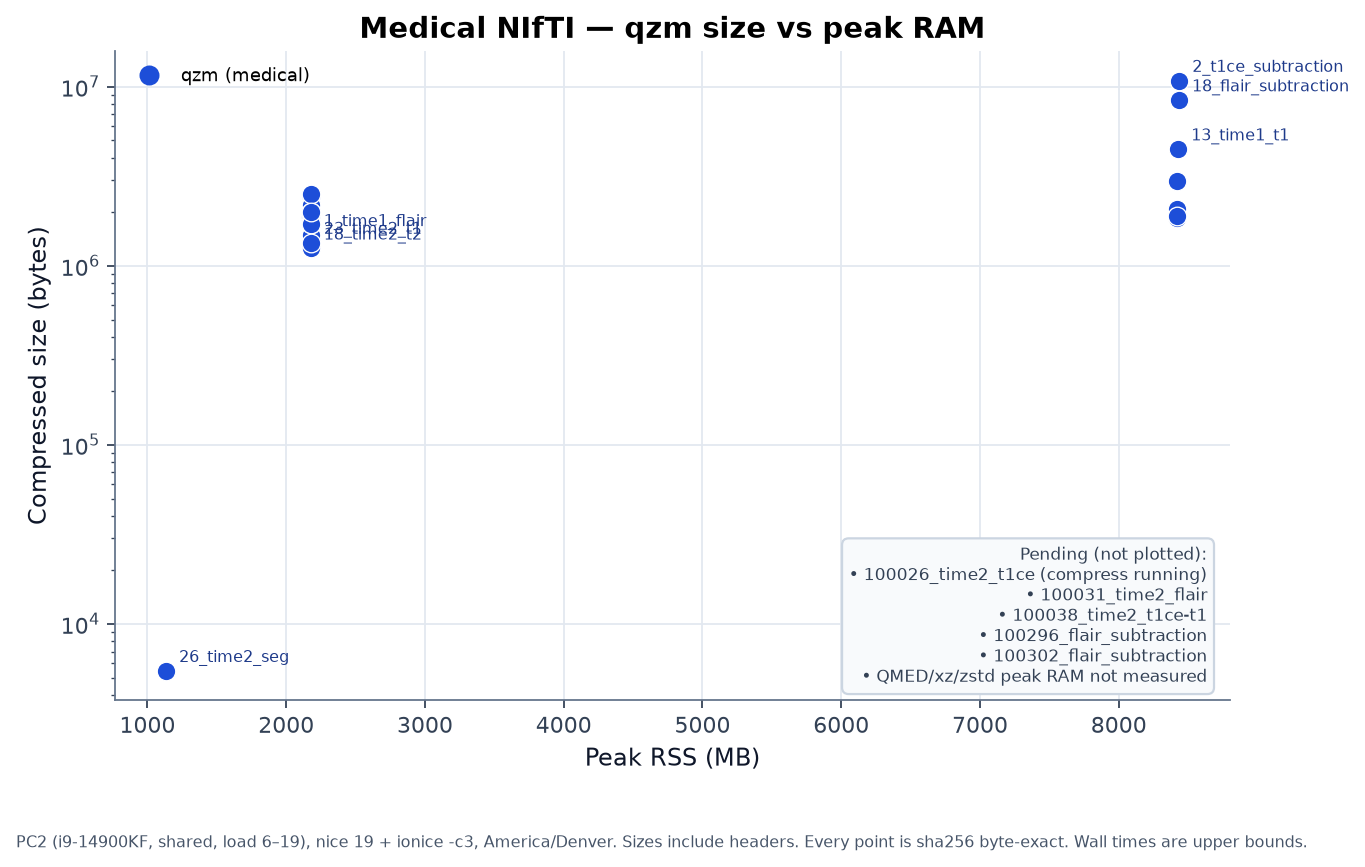 Medical NIfTI — qzm size vs peak RAM
qzm (medical)
2_t1ce_subtraction
18_flair_subtraction
13_time1_t1
1_time1_flair
18_time2_t2
26_time2_seg
Compressed size (bytes)
10⁷
10⁶
10⁵
10⁴
Pending (not plotted):
• 100026_time2_t1ce (compress running)
• 100031_time2_flair
• 100038_time2_t1ce-t1
• 100296_flair_subtraction
• 100302_flair_subtraction
• QMED/xz/zstd peak RAM not measured
1000 2000 3000 4000 5000 6000 7000 8000
Peak RSS (MB)
PC2 (i9-14900KF, shared, load 6–19), nice 19 + ionice -c3, America/Denver. Sizes include headers. Every point is sha256 byte-exact. Wall times are upper bounds.